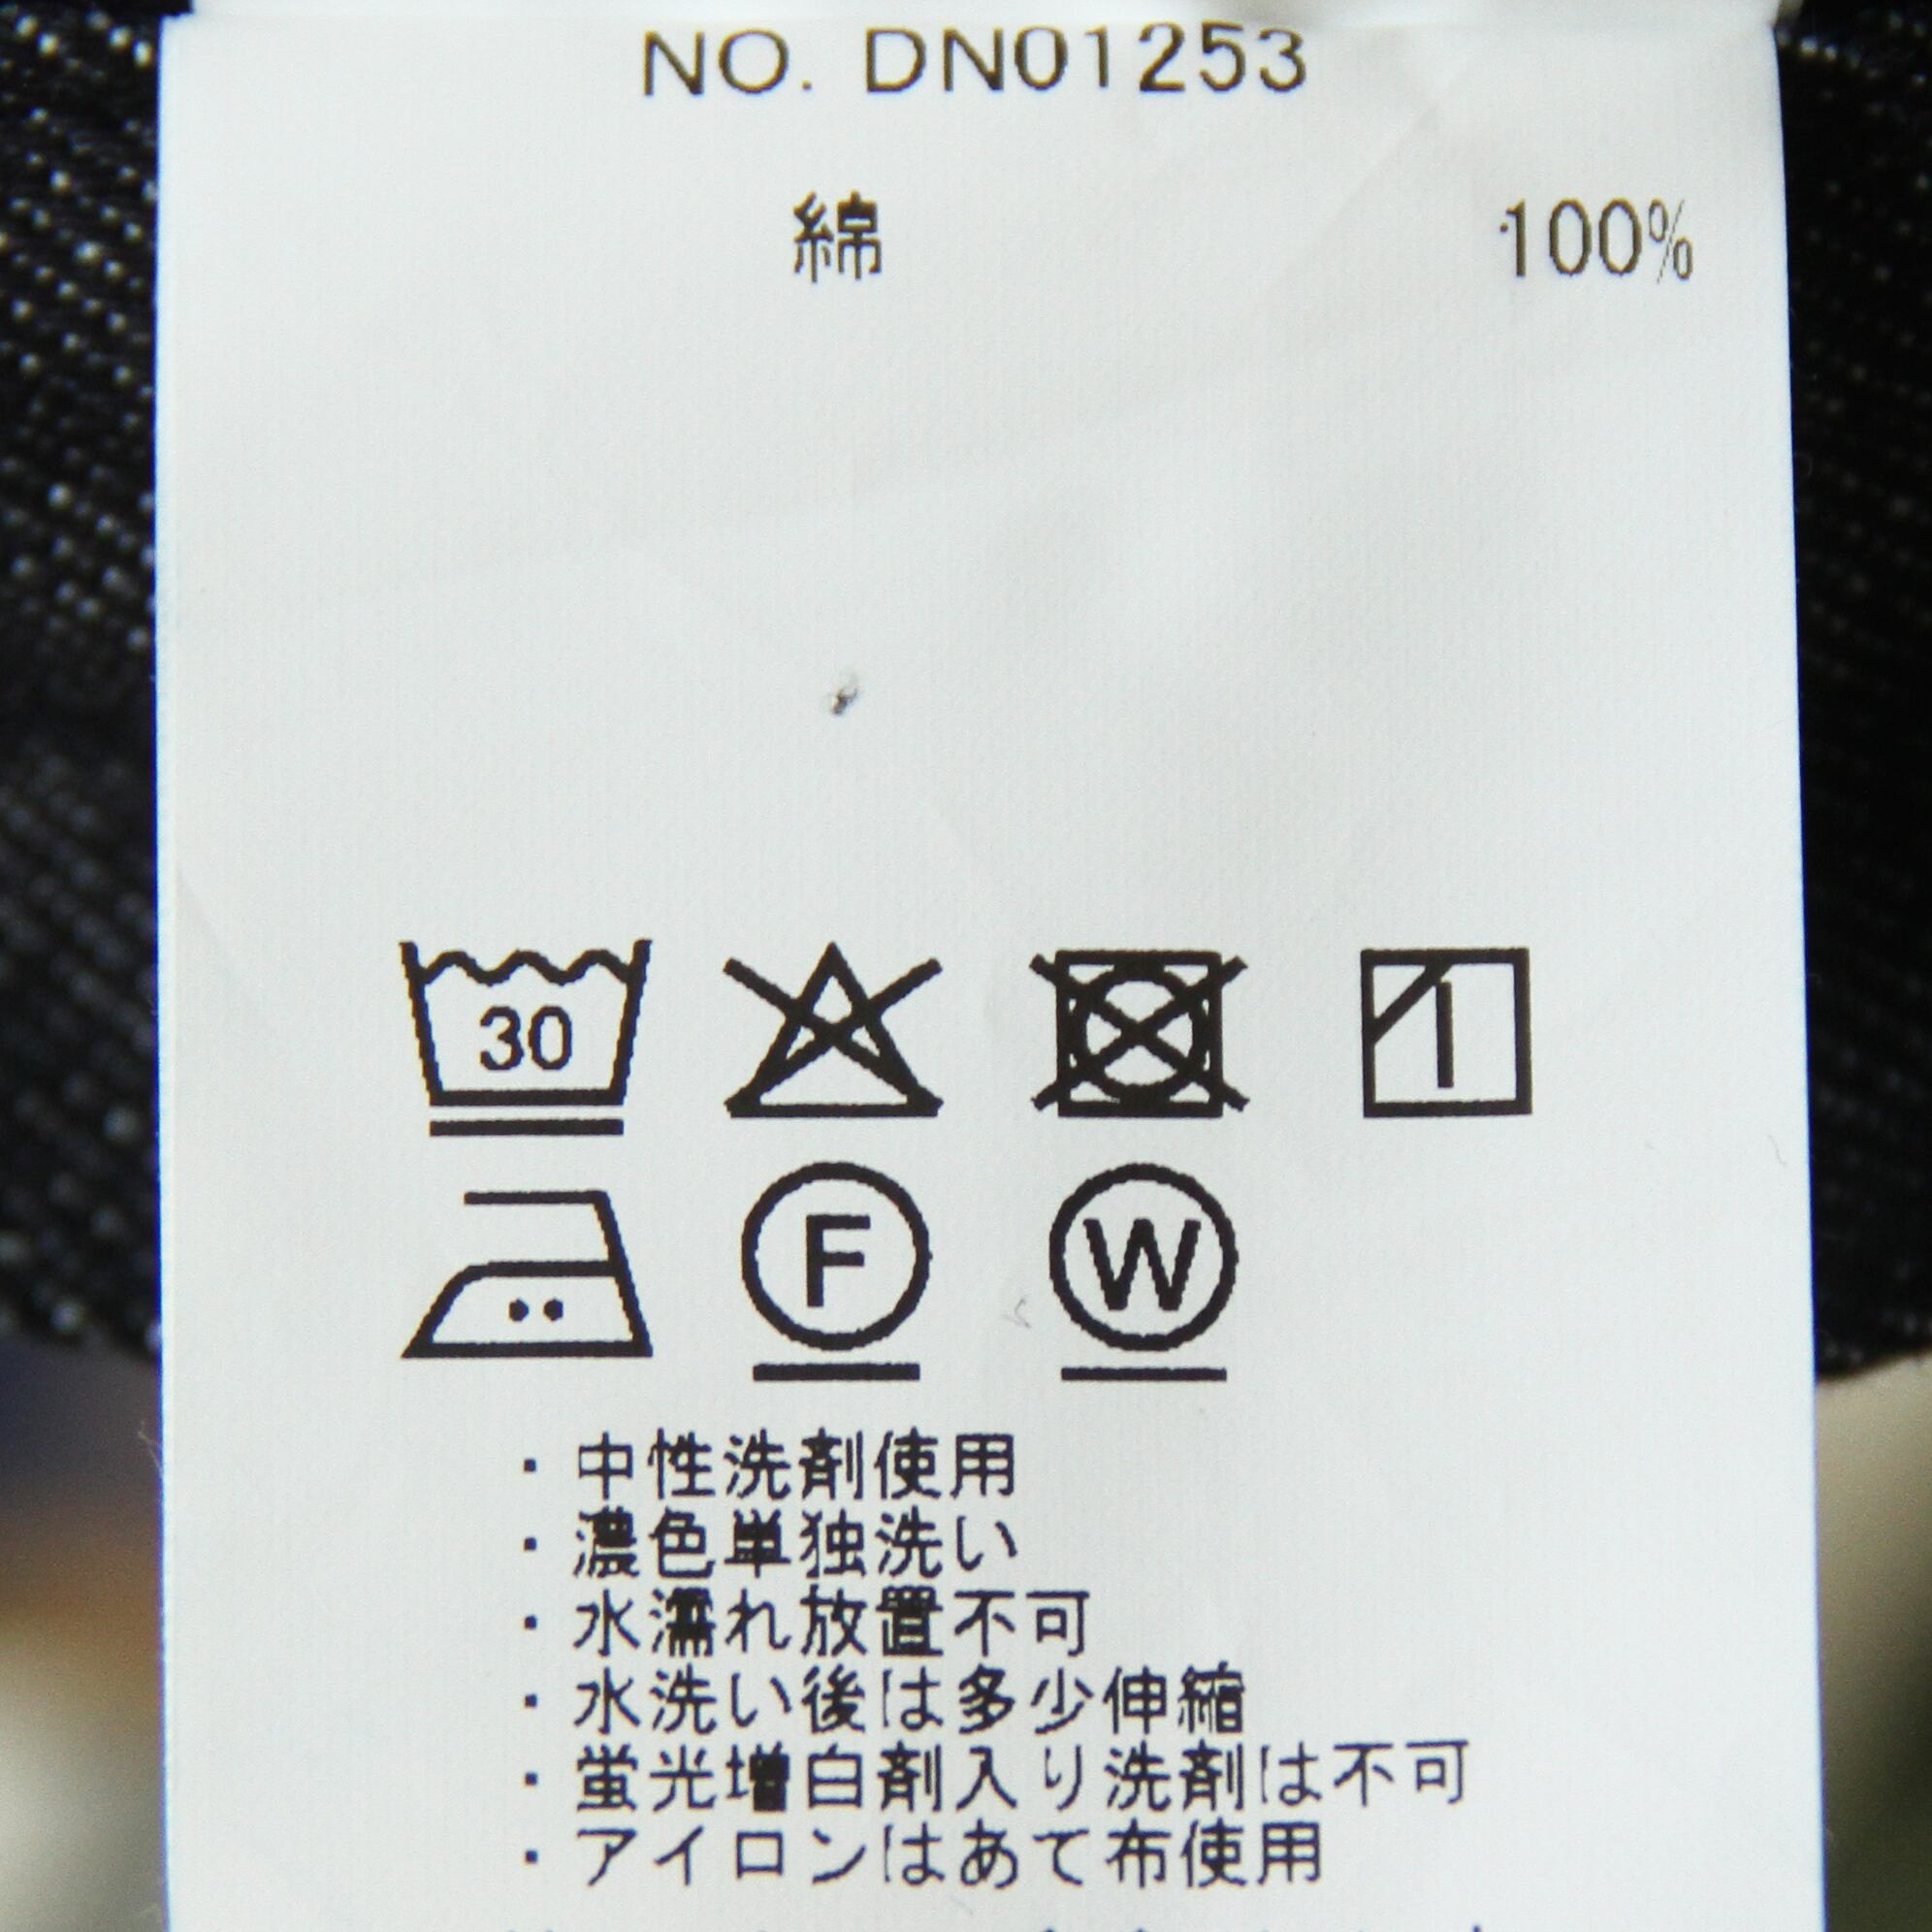 NO. DN01253
綿 100%
30
F W
・中性洗剤使用
・濃色単独洗い
・水濡れ放置不可
・水洗い後は多少伸縮
・蛍光増白剤入り洗剤は不可
・アイロンはあて布使用